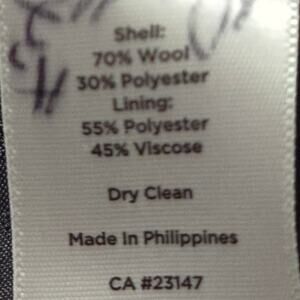 Shell:
70% Wool
30% Polyester
Lining:
55% Polyester
45% Viscose
Dry Clean
Made In Philippines
CA #23147